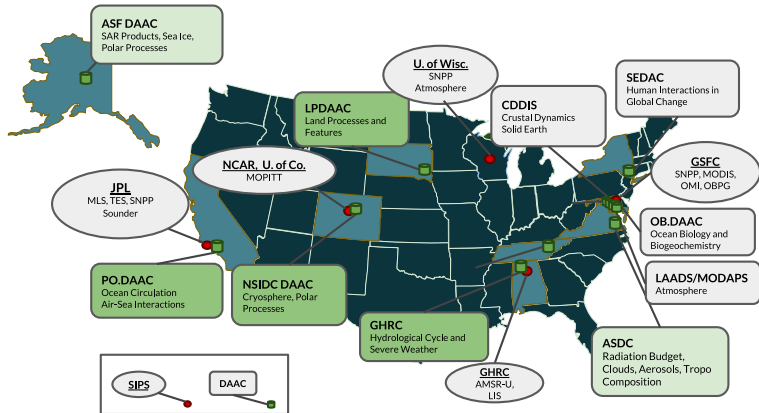 ASF DAAC
SAR Products, Sea Ice,
Polar Processes
U. of Wisc.
SNPP
Atmosphere
SEDAC
Human Interactions in
Global Change
CDDIS
Crustal Dynamics
Solid Earth
LPDAAC
Land Processes and
Features
GSFC
SNPP, MODIS,
OMI, OBPG
NCAR, U. of Co.
MOPITT
JPL
MLS, TES, SNPP
Sounder
OB.DAAC
Ocean Biology and
Biogeochemistry
PO.DAAC
Ocean Circulation
Air-Sea Interactions
NSIDC DAAC
Cryosphere, Polar
Processes
LAADS/MODAPS
Atmosphere
GHRC
Hydrological Cycle and
Severe Weather
GHRC
AMSR-U,
LIS
ASDC
Radiation Budget,
Clouds, Aerosols, Tropo
Composition
SIPS
DAAC